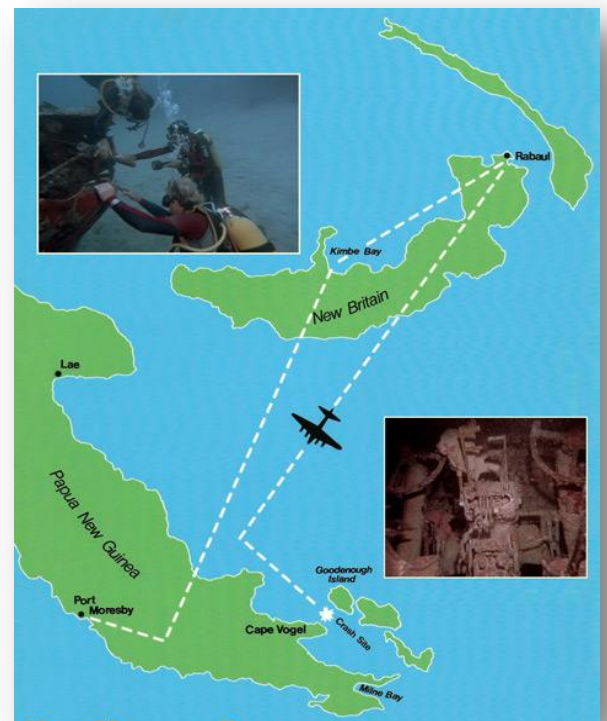 Rabaul
Kimbe Bay
New Britain
Lae
Papua New Guinea
Goodenough
Island
Port
Moresby
Cape Vogel
Crash Site
Milne Bay